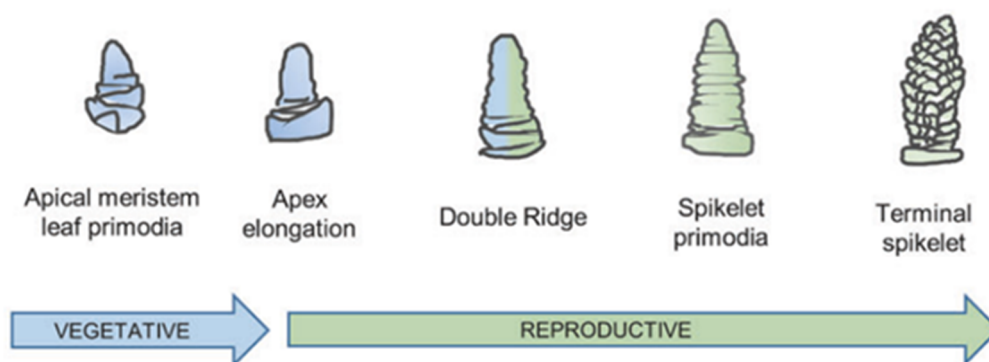 Apical meristem
leaf primodia
Apex
elongation
Double Ridge
Spikelet
primodia
Terminal
spikelet
VEGETATIVE
REPRODUCTIVE